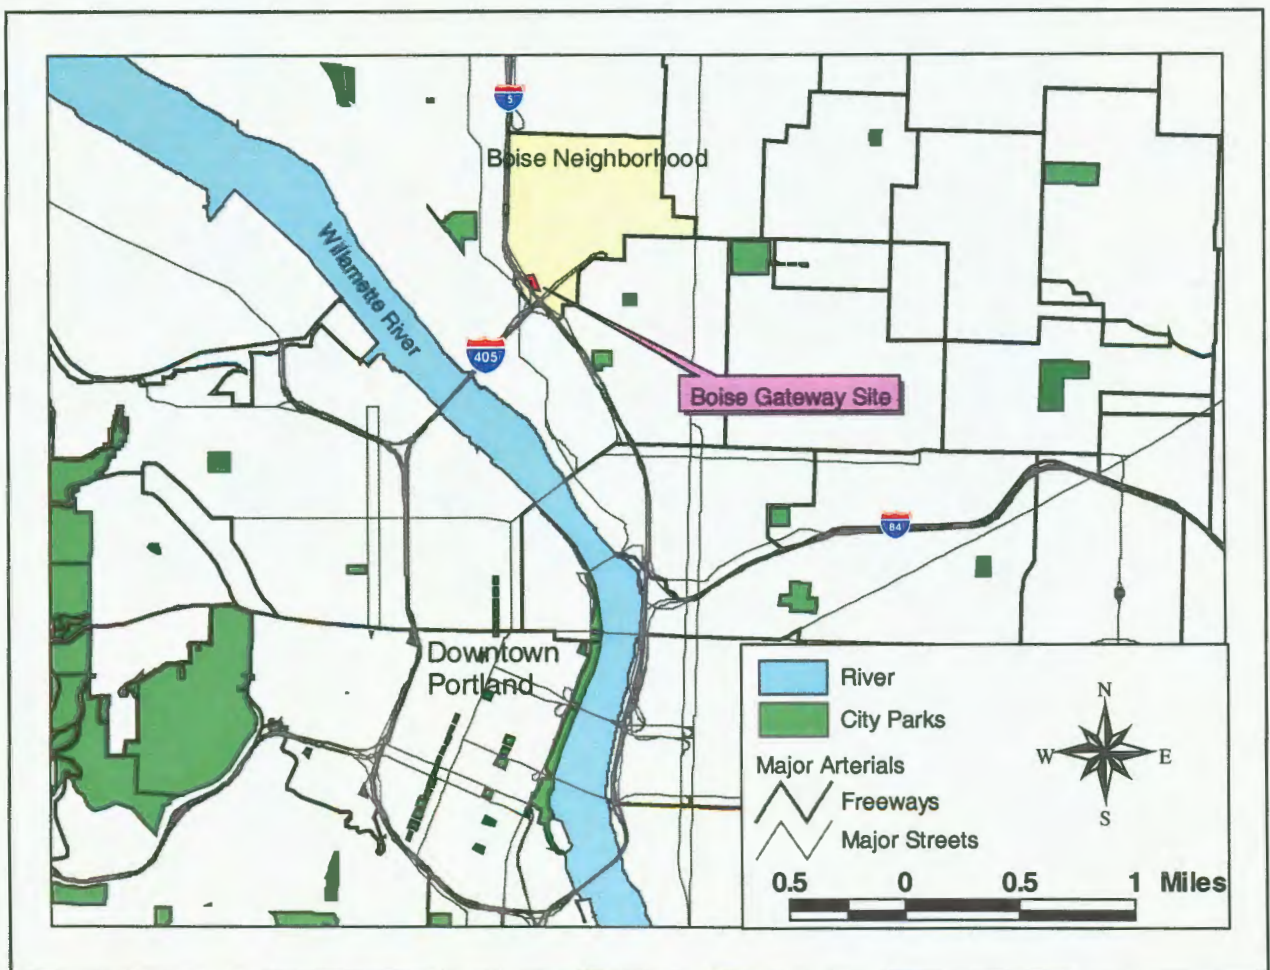 5
Boise Neighborhood
Willamette River
405
Boise Gateway Site
84
Downtown
Portland
River
City Parks
Major Arterials
Freeways
Major Streets
N
W E
S
0.5 0 0.5 1 Miles